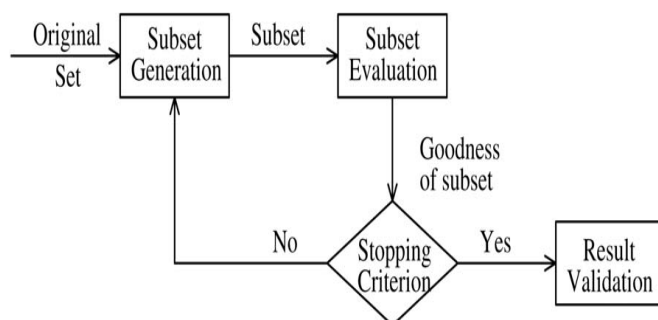 Original
Set
Subset
Generation
Subset
Subset
Evaluation
Goodness
of subset
No
Stopping
Criterion
Yes
Result
Validation